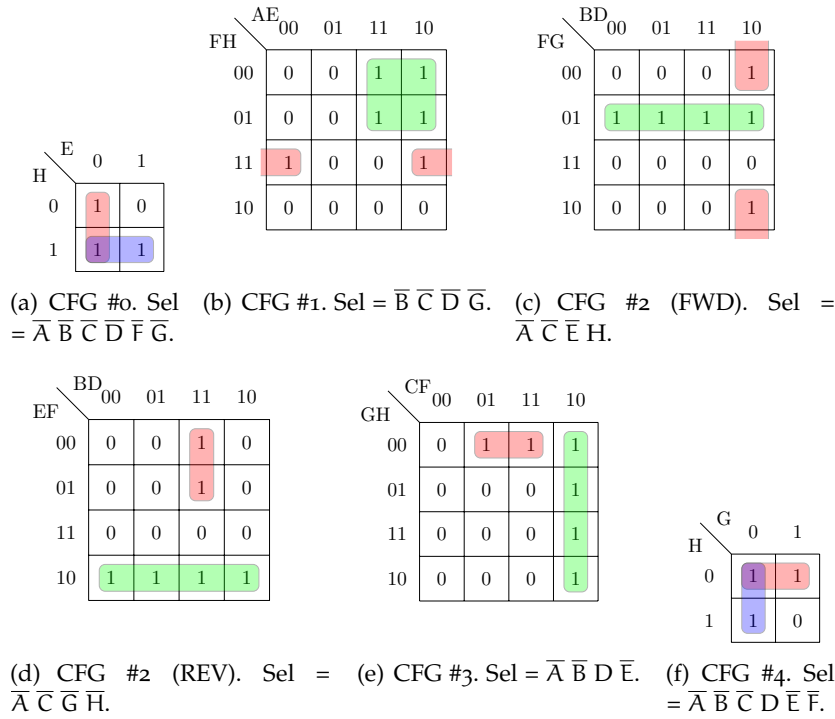 E
0 1
H
0 1 0
1 1 1
AE
00 01 11 10
FH
00 0 0 1 1
01 0 0 1 1
11 1 0 0 1
10 0 0 0 0
BD
00 01 11 10
FG
00 0 0 0 1
01 1 1 1 1
11 0 0 0 0
10 0 0 0 1
(a) CFG #0. Sel
= A̅ B̅ C̅ D̅ F̅ G̅.
(b) CFG #1. Sel = B̅ C̅ D̅ G̅.
(c) CFG #2 (FWD). Sel =
A̅ C̅ E̅ H.
BD
00 01 11 10
EF
00 0 0 1 0
01 0 0 1 0
11 0 0 0 0
10 1 1 1 1
CF
00 01 11 10
GH
00 0 1 1 1
01 0 0 0 1
11 0 0 0 1
10 0 0 0 1
G
0 1
H
0 1 1
1 1 0
(d) CFG #2 (REV). Sel =
A̅ C̅ G̅ H̅.
(e) CFG #3. Sel = A̅ B̅ D E̅.
(f) CFG #4. Sel
= A̅ B̅ C̅ D E̅ F̅.